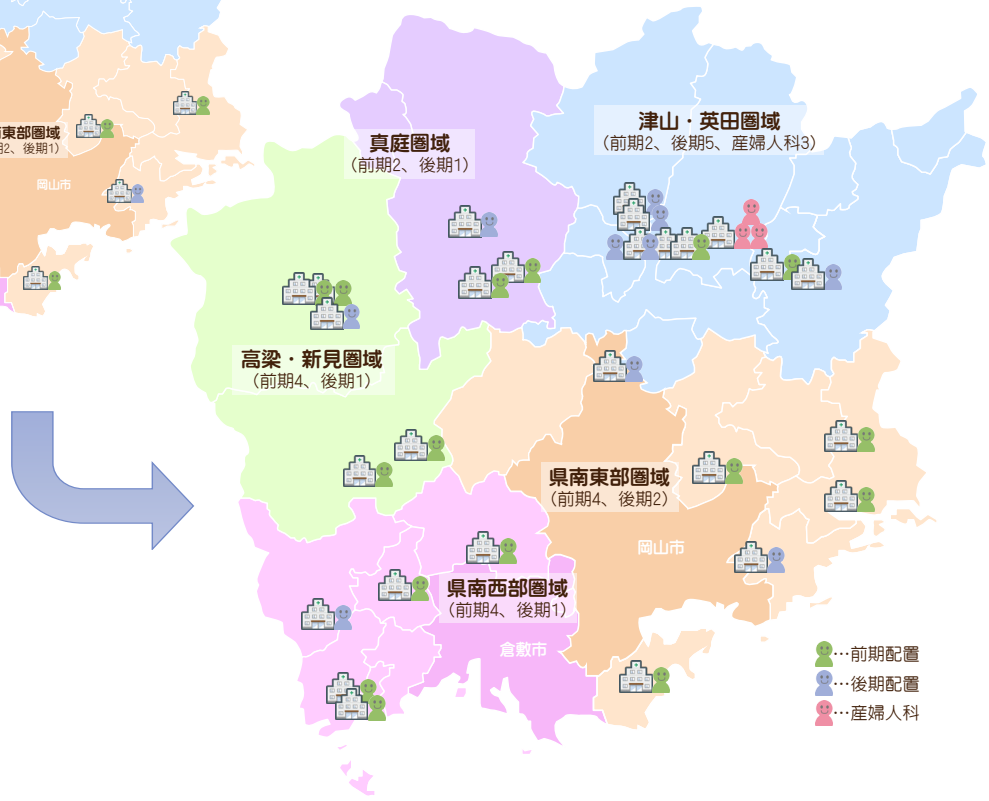 津山・英田圏域
(前期2、後期5、産婦人科3)
真庭圏域
(前期2、後期1)
東部圏域
2、後期1)
岡山市
高梁・新見圏域
(前期4、後期1)
県南東部圏域
(前期4、後期2)
岡山市
県南西部圏域
(前期4、後期1)
倉敷市
…前期配置
…後期配置
…産婦人科